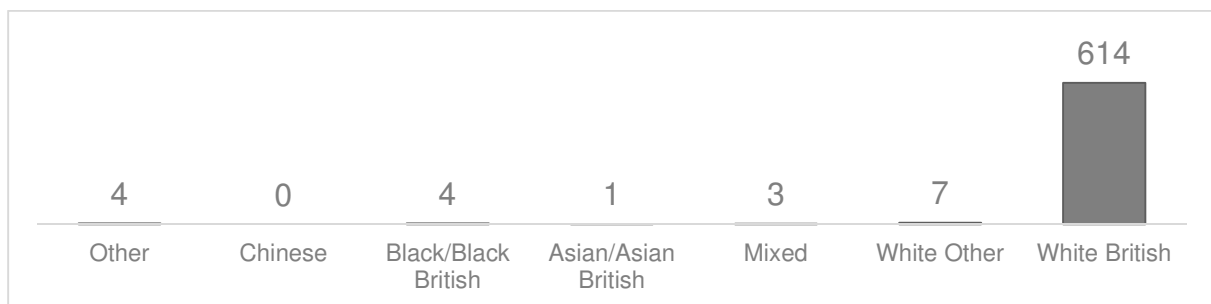 614
4 0 4 1 3 7
Other Chinese Black/Black British Asian/Asian British Mixed White Other White British